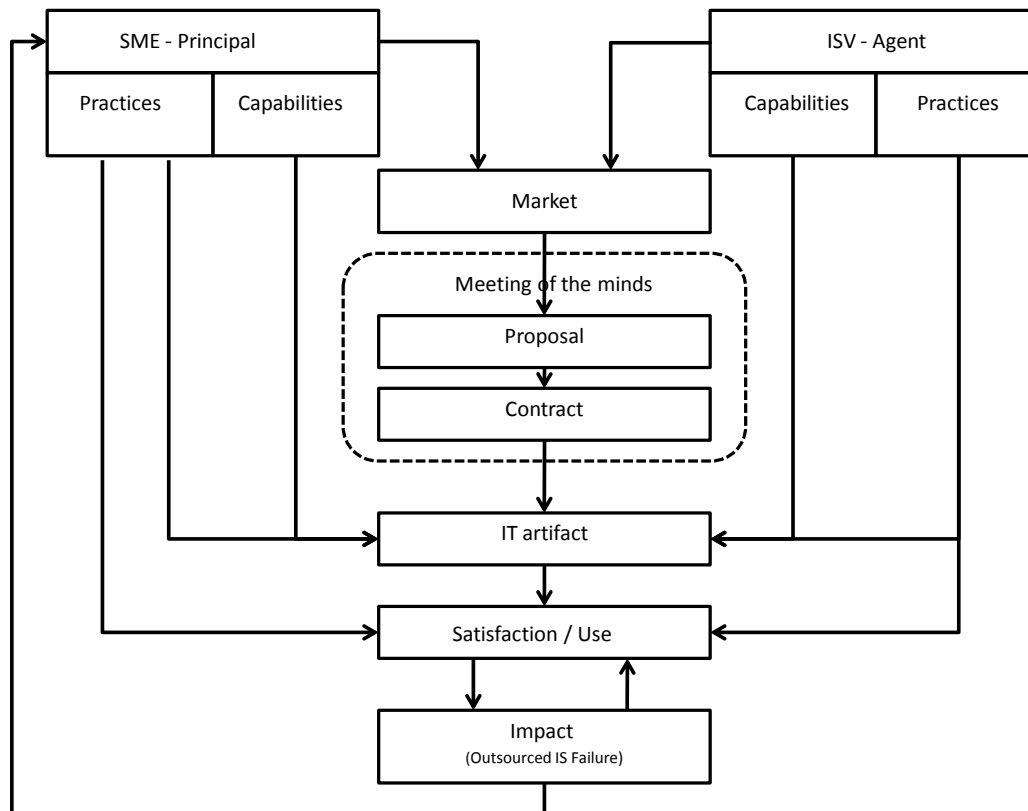 SME - Principal
ISV - Agent
Practices
Capabilities
Capabilities
Practices
Market
Meeting of the minds
Proposal
Contract
IT artifact
Satisfaction / Use
Impact
(Outsourced IS Failure)